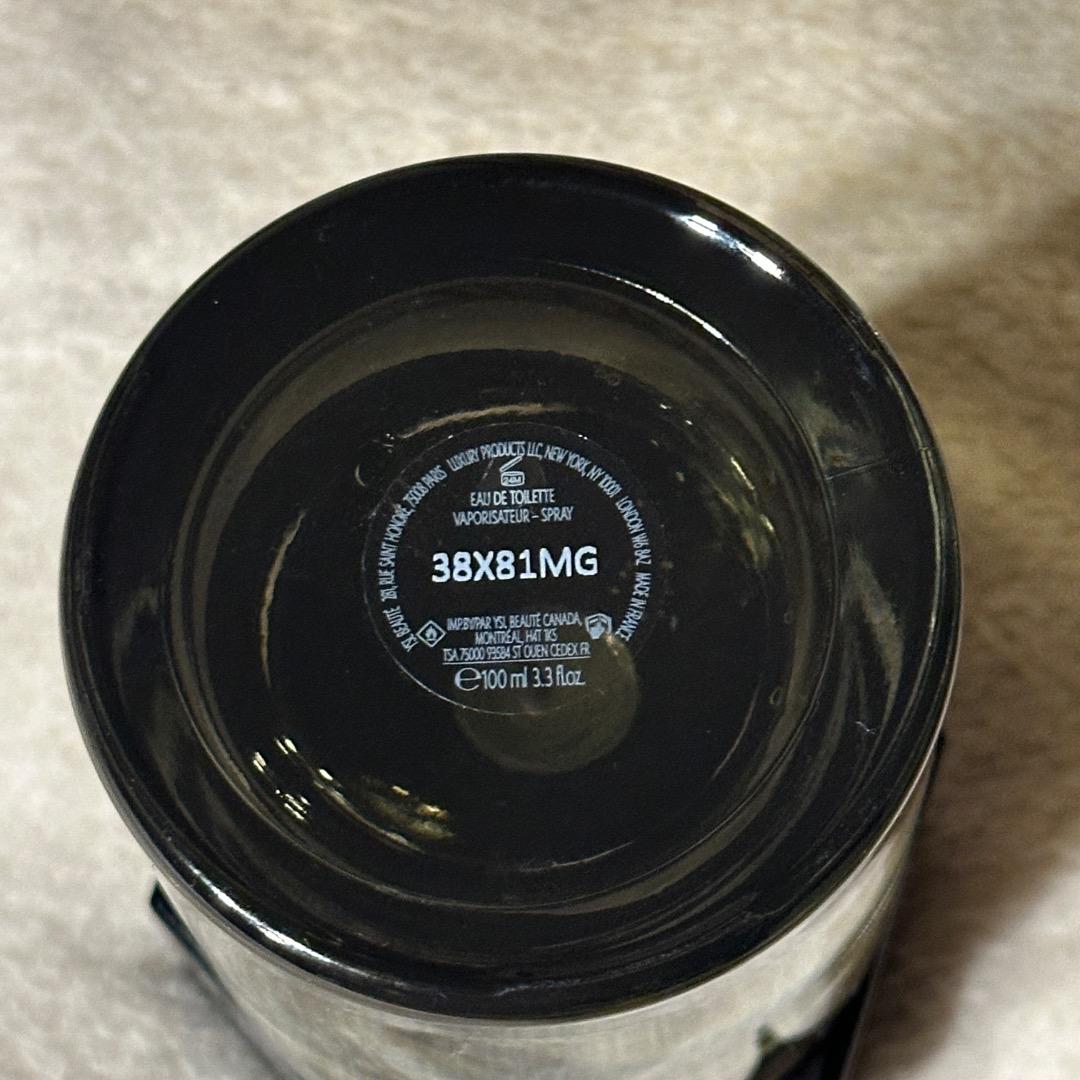 YSL BEAUTÉ 281, RUE SAINT HONORÉ, 75008 PARIS LUXURY PRODUCTS LLC, NEW YORK, NY 10001 LONDON W6 8AZ MADE IN FRANCE
24M
EAU DE TOILETTE
VAPORISATEUR - SPRAY
38X81MG
IMP.BY/PAR YSL BEAUTÉ CANADA,
MONTRÉAL, H4T 1K5
TSA 75000 93584 ST OUEN CEDEX FR
e100 ml 3.3 fl.oz.